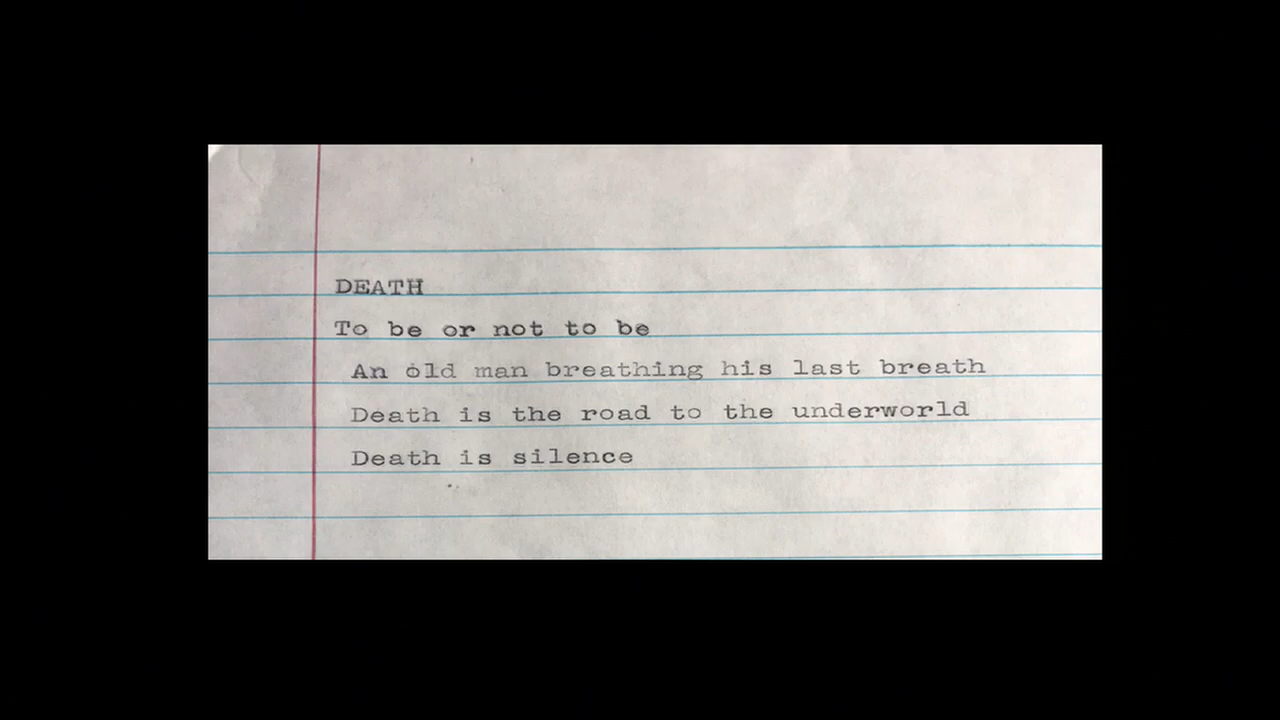 DEATH
To be or not to be
An old man breathing his last breath
Death is the road to the underworld
Death is silence